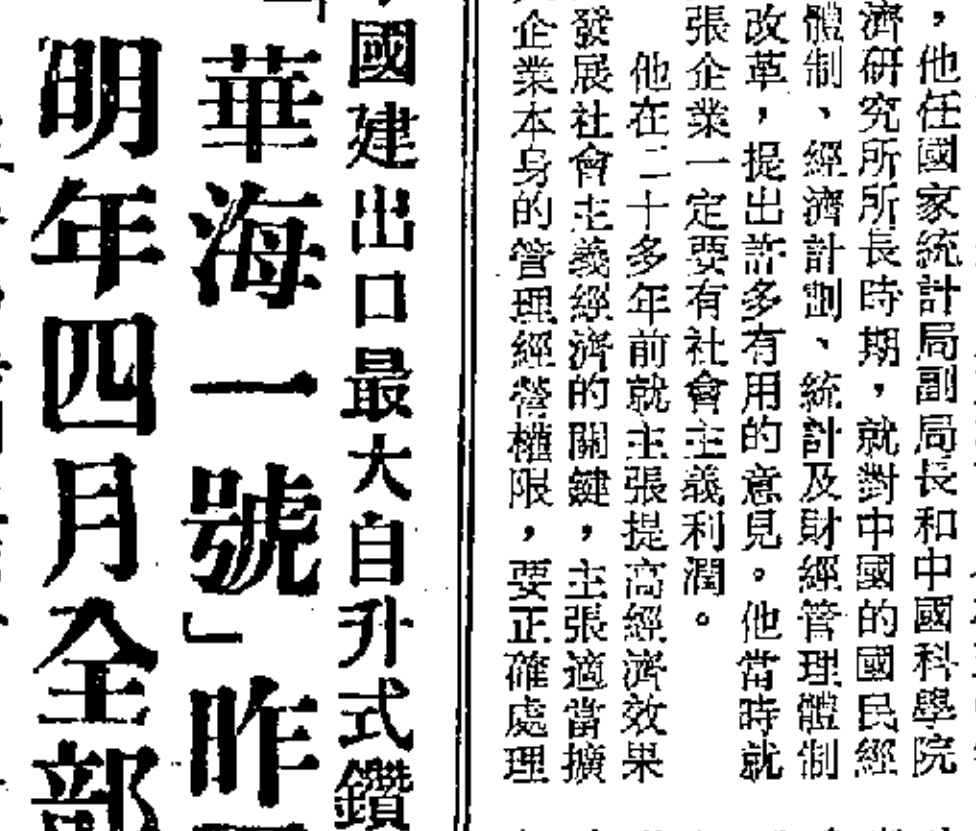 ，他任國家統計局副局長和中國科學院
濟研究所所長時期，就對中國的國民經
體制、經濟計劃、統計及財經管理體制
改革，提出許多有用的意見。他當時就
張企業一定要有社會主義利潤。
他在二十多年前就主張提高經濟效果
發展社會主義經濟的關鍵，主張適當擴
企業本身的管理經營權限，要正確處理
國建出口最大自升式鑽
「華海一號」昨
明年四月全部